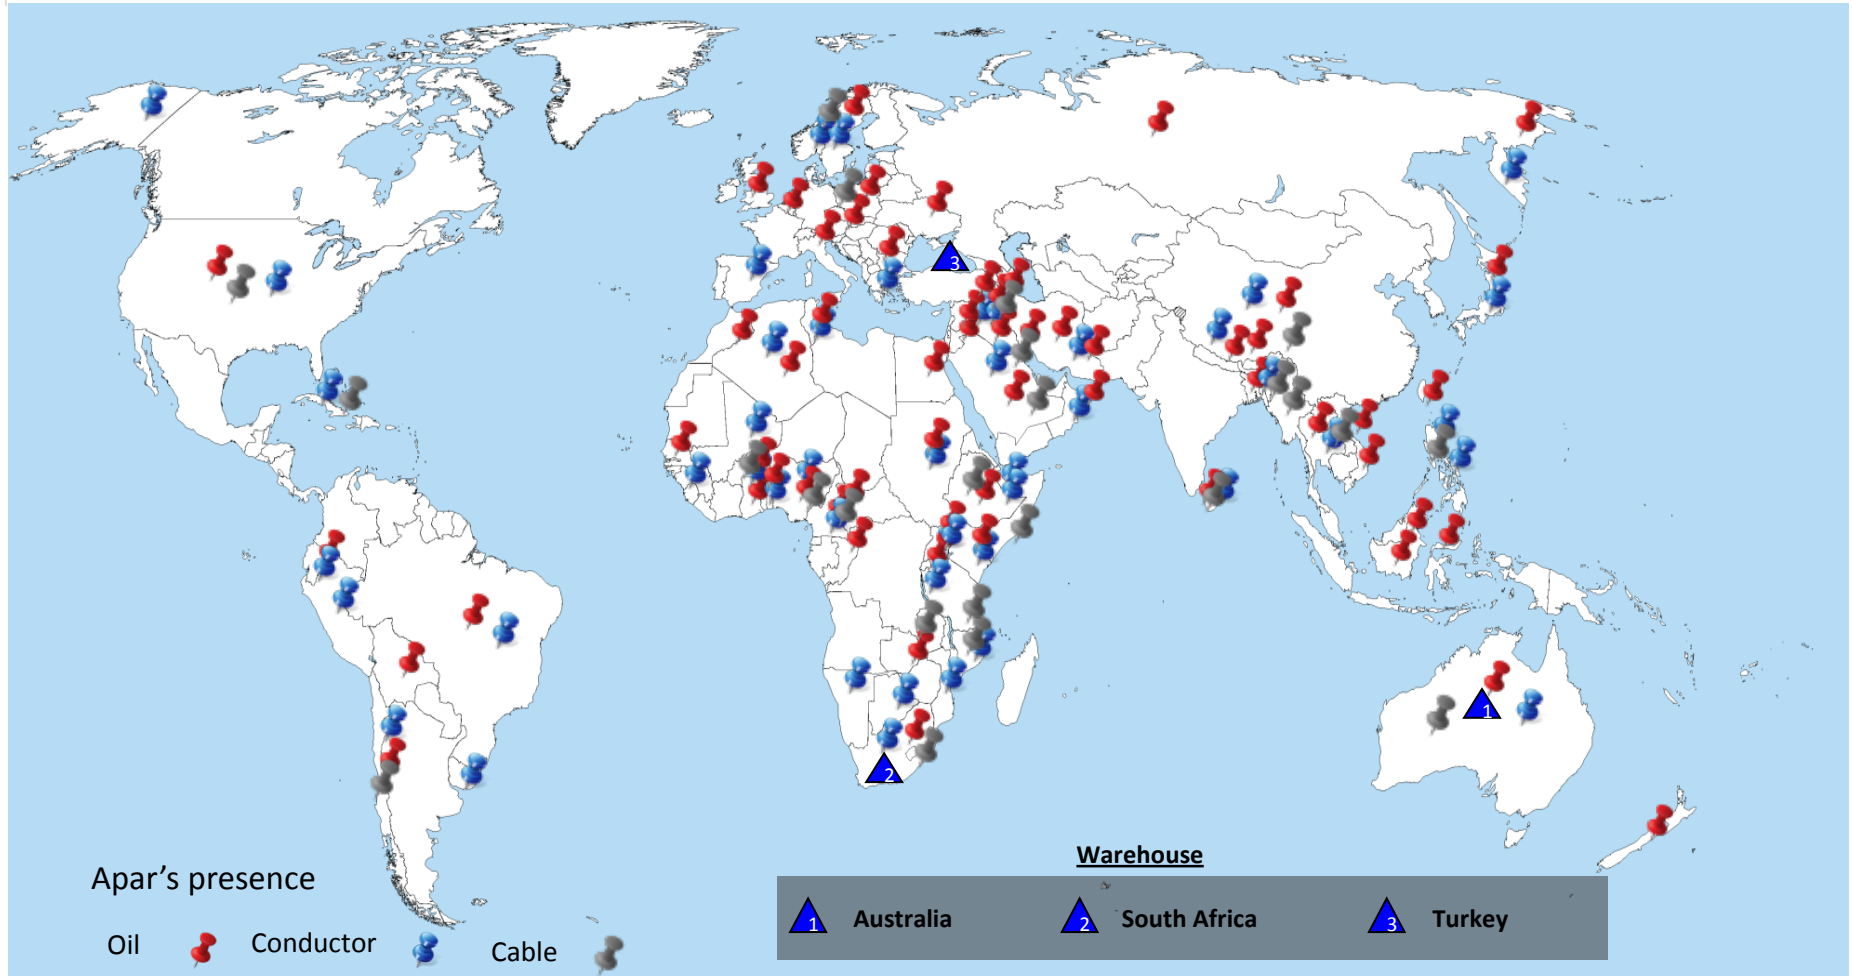 3
1
2
Warehouse
Apar’s presence
1 Australia 2 South Africa 3 Turkey
Oil Conductor Cable